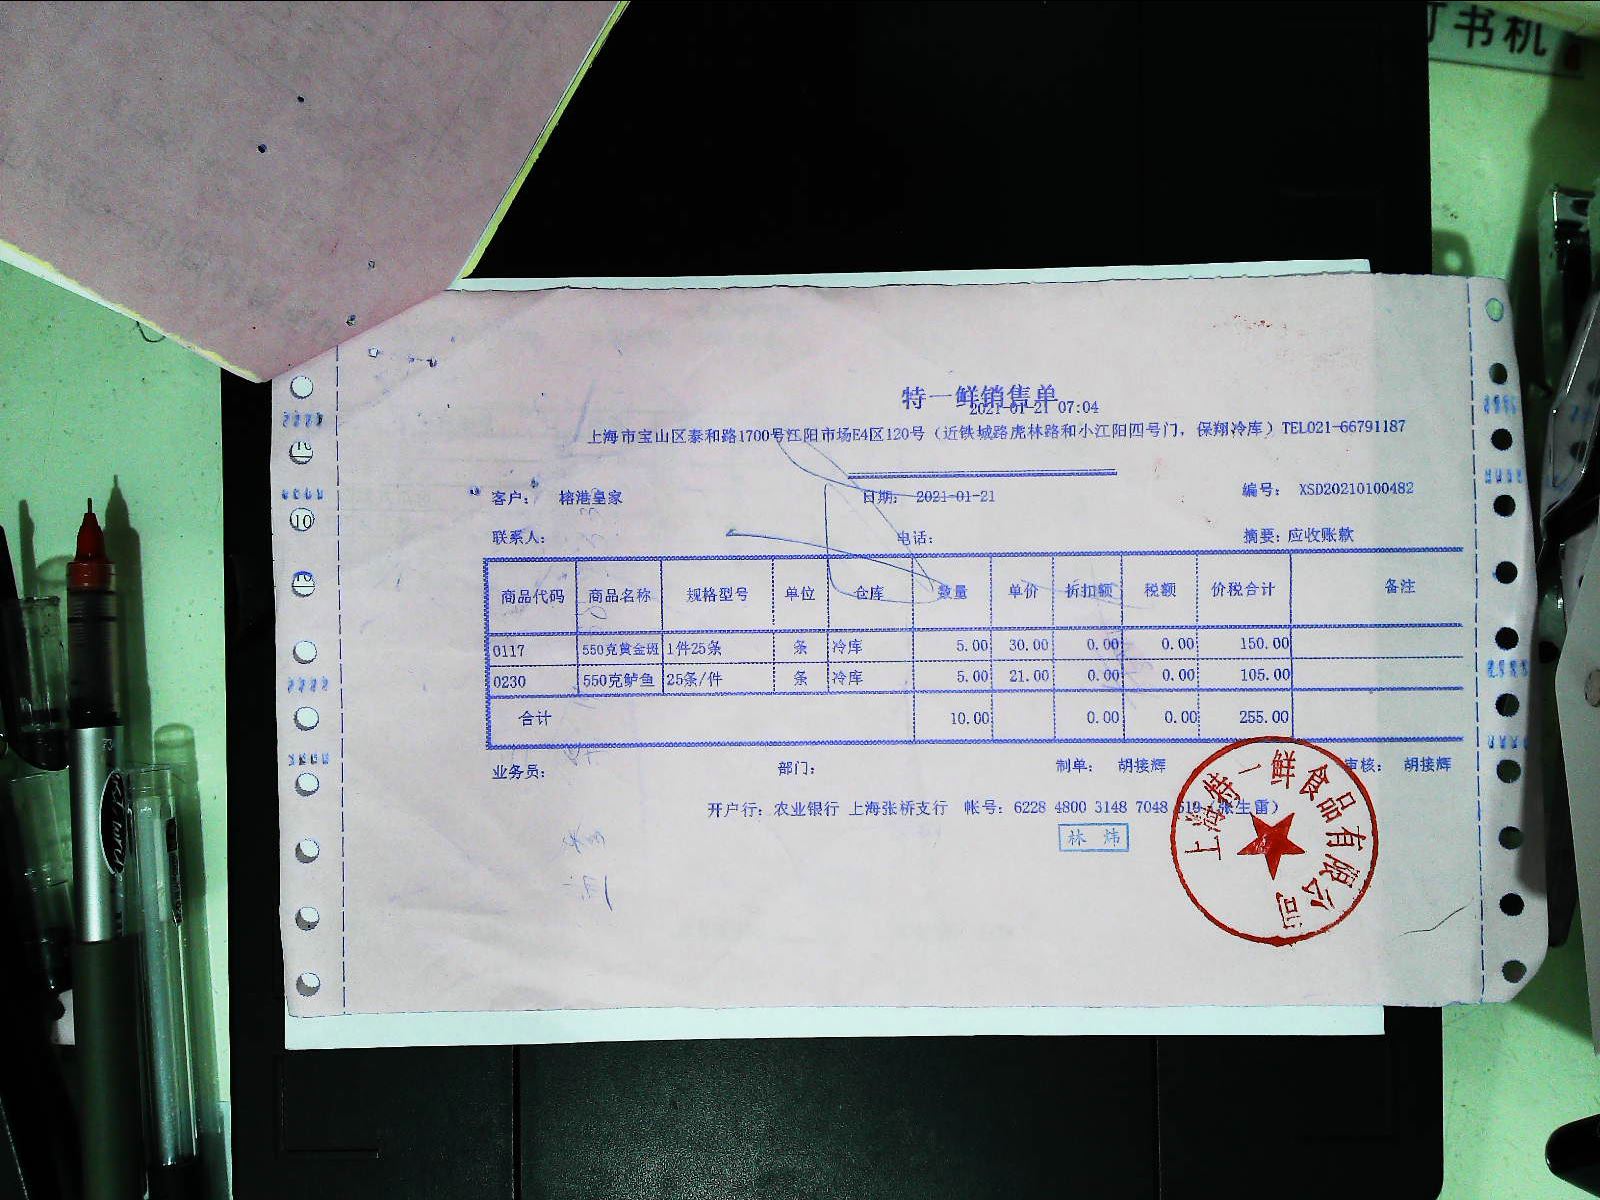 订书机
特一鲜销售单
2021-01-21 07:04
上海市宝山区泰和路1700号江阳市场E4区120号（近铁城路虎林路和小江阳四号门，保翔冷库）TEL021-66791187
客户： 榕港皇家 日期： 2021-01-21 编号： XSD20210100482
联系人： 电话： 摘要：应收账款
商品代码 商品名称 规格型号 单位 仓库 数量 单价 折扣额 税额 价税合计 备注
0117 550克黄金斑 1件25条 条 冷库 5.00 30.00 0.00 0.00 150.00
0230 550克鲈鱼 25条/件 条 冷库 5.00 21.00 0.00 0.00 105.00
合计 10.00 0.00 0.00 255.00
业务员： 部门： 制单： 胡接辉 审核： 胡接辉
开户行：农业银行 上海张桥支行 帐号：6228 4800 3148 7048 619（张生雷）
林炜
上海特一鲜食品有限公司